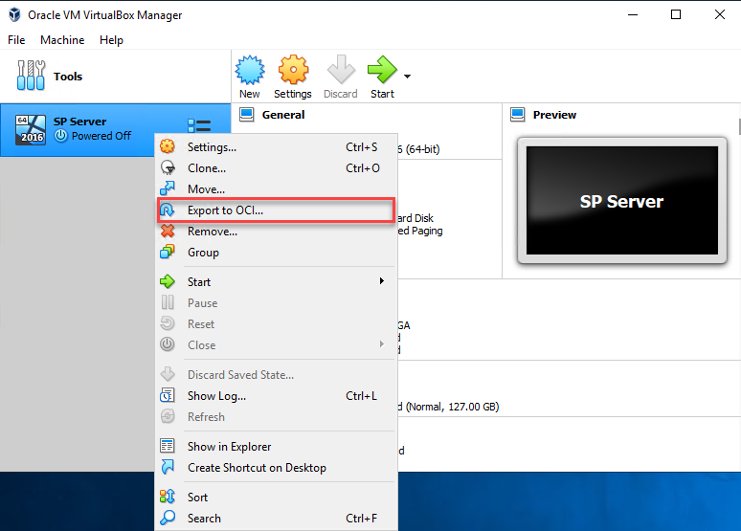 Oracle VM VirtualBox Manager
File Machine Help
Tools
New Settings Discard Start
64
2016
SP Server
Powered Off
General
Preview
6 (64-bit)
ard Disk
ed Paging
SP Server
GA
d
d
d (Normal, 127.00 GB)
d
Settings... Ctrl+S
Clone... Ctrl+O
Move...
Export to OCI...
Remove...
Group
Start
Pause
Reset
Close
Discard Saved State...
Show Log... Ctrl+L
Refresh
Show in Explorer
Create Shortcut on Desktop
Sort
Search Ctrl+F